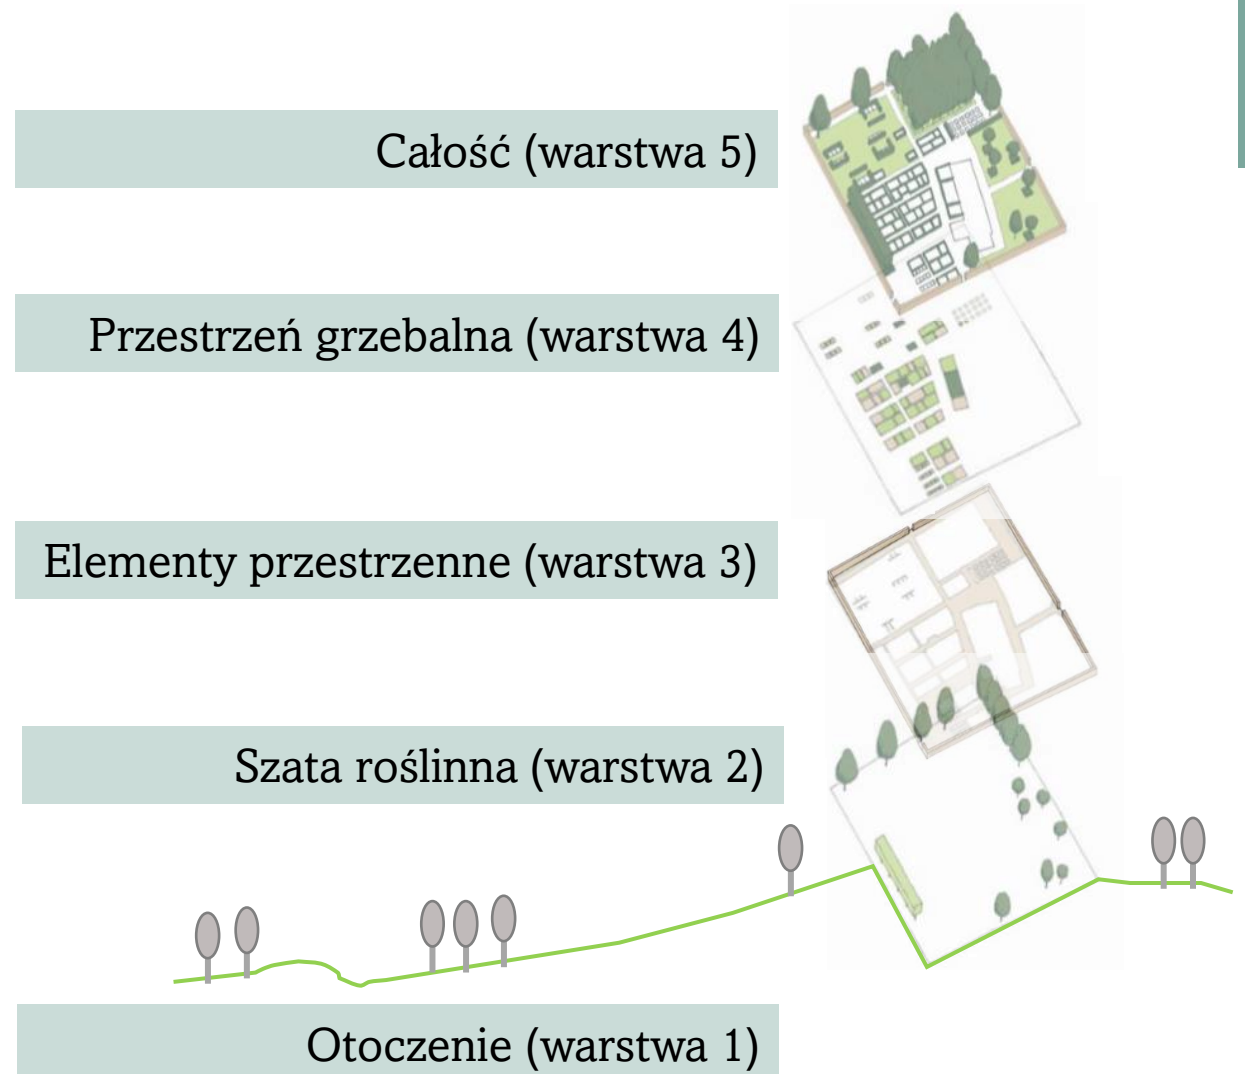 Całość (warstwa 5)
Przestrzeń grzebalna (warstwa 4)
Elementy przestrzenne (warstwa 3)
Szata roślinna (warstwa 2)
Otoczenie (warstwa 1)